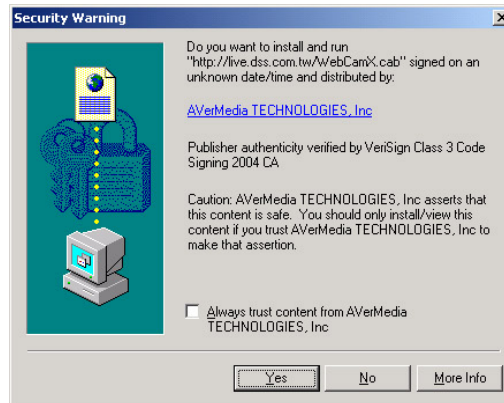 Security Warning
Do you want to install and run
"http://live.dss.com.tw/WebCamX.cab" signed on an
unknown date/time and distributed by:
AVerMedia TECHNOLOGIES, Inc
Publisher authenticity verified by VeriSign Class 3 Code
Signing 2004 CA
Caution: AVerMedia TECHNOLOGIES, Inc asserts that
this content is safe.  You should only install/view this
content if you trust AVerMedia TECHNOLOGIES, Inc to
make that assertion.
Always trust content from AVerMedia
TECHNOLOGIES, Inc
Yes No More Info